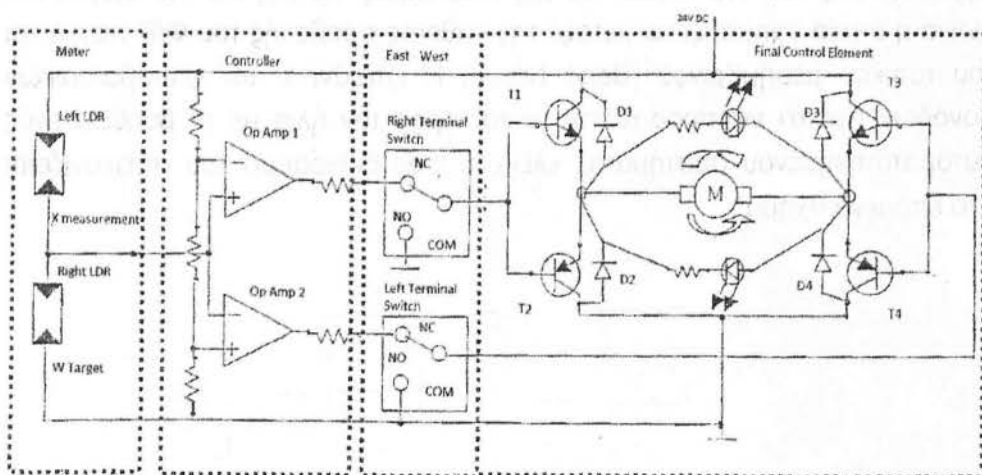 24V DC
Meter
Controller
East - West
Final Control Element
Left LDR
Op Amp 1
Right Terminal
Switch
NC
NO
COM
T1
D1
D3
T3
X measurement
M
Right LDR
Op Amp 2
Left Terminal
Switch
NC
NO
COM
T2
D2
D4
T4
W Target